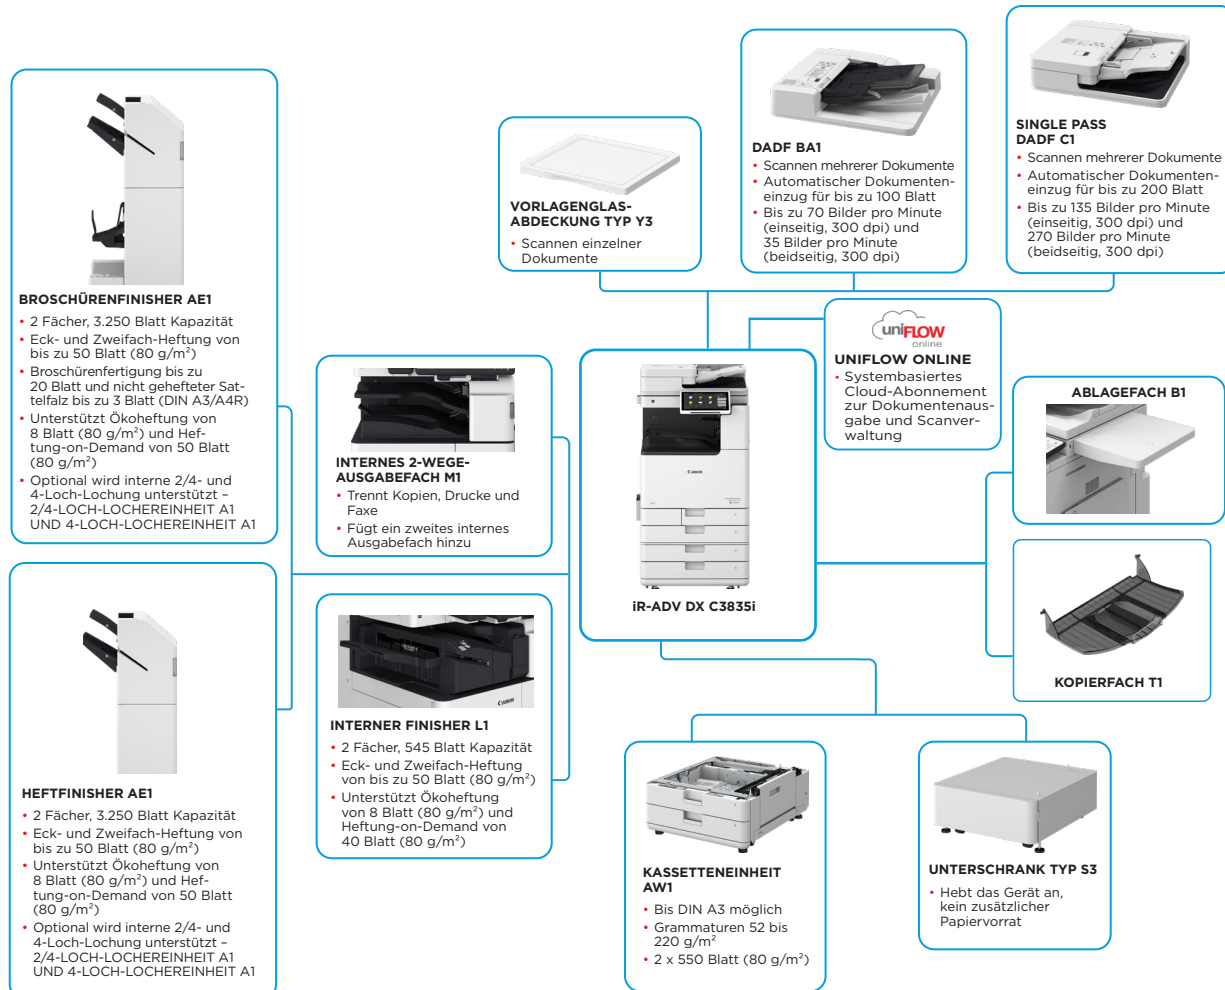 BROSCHÜRENFINISHER AE1
• 2 Fächer, 3.250 Blatt Kapazität
• Eck- und Zweifach-Heftung von
bis zu 50 Blatt (80 g/m²)
• Broschürenfertigung bis zu
20 Blatt und nicht gehefteter Sat-
telfalz bis zu 3 Blatt (DIN A3/A4R)
• Unterstützt Ökoheftung von
8 Blatt (80 g/m²) und Hef-
tung-on-Demand von 50 Blatt
(80 g/m²)
• Optional wird interne 2/4- und
4-Loch-Lochung unterstützt –
2/4-LOCH-LOCHEREINHEIT A1
UND 4-LOCH-LOCHEREINHEIT A1
HEFTFINISHER AE1
• 2 Fächer, 3.250 Blatt Kapazität
• Eck- und Zweifach-Heftung von
bis zu 50 Blatt (80 g/m²)
• Unterstützt Ökoheftung von
8 Blatt (80 g/m²) und Hef-
tung-on-Demand von 50 Blatt
(80 g/m²)
• Optional wird interne 2/4- und
4-Loch-Lochung unterstützt –
2/4-LOCH-LOCHEREINHEIT A1
UND 4-LOCH-LOCHEREINHEIT A1
INTERNES 2-WEGE-
AUSGABEFACH M1
• Trennt Kopien, Drucke und
Faxe
• Fügt ein zweites internes
Ausgabefach hinzu
Canon
INTERNER FINISHER L1
• 2 Fächer, 545 Blatt Kapazität
• Eck- und Zweifach-Heftung
von bis zu 50 Blatt (80 g/m²)
• Unterstützt Ökoheftung
von 8 Blatt (80 g/m²) und
Heftung-on-Demand von
40 Blatt (80 g/m²)
VORLAGENGLAS-
ABDECKUNG TYP Y3
• Scannen einzelner
Dokumente
DADF BA1
• Scannen mehrerer Dokumente
• Automatischer Dokumenten-
einzug für bis zu 100 Blatt
• Bis zu 70 Bilder pro Minute
(einseitig, 300 dpi) und
35 Bilder pro Minute
(beidseitig, 300 dpi)
SINGLE PASS
DADF C1
• Scannen mehrerer Dokumente
• Automatischer Dokumenten-
einzug für bis zu 200 Blatt
• Bis zu 135 Bilder pro Minute
(einseitig, 300 dpi) und
270 Bilder pro Minute
(beidseitig, 300 dpi)
uniFLOW
online
UNIFLOW ONLINE
• Systembasiertes
Cloud-Abonnement
zur Dokumentenaus-
gabe und Scanver-
waltung
Canon
iR-ADV DX C3835i
ABLAGEFACH B1
KOPIERFACH T1
KASSETTENEINHEIT
AW1
• Bis DIN A3 möglich
• Grammaturen 52 bis
220 g/m²
• 2 x 550 Blatt (80 g/m²)
UNTERSCHRANK TYP S3
• Hebt das Gerät an,
kein zusätzlicher
Papiervorrat